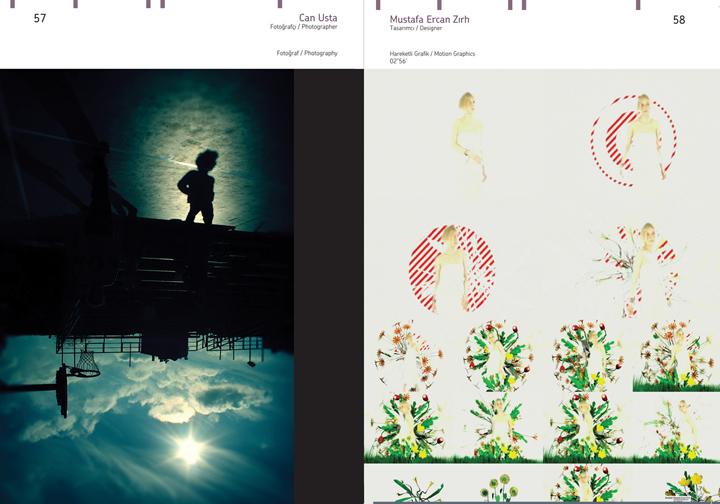 57
Can Usta
Fotoğrafçı / Photographer
Fotoğraf / Photography
Mustafa Ercan Zırh
Tasarımcı / Designer
58
Hareketli Grafik / Motion Graphics
02"56'